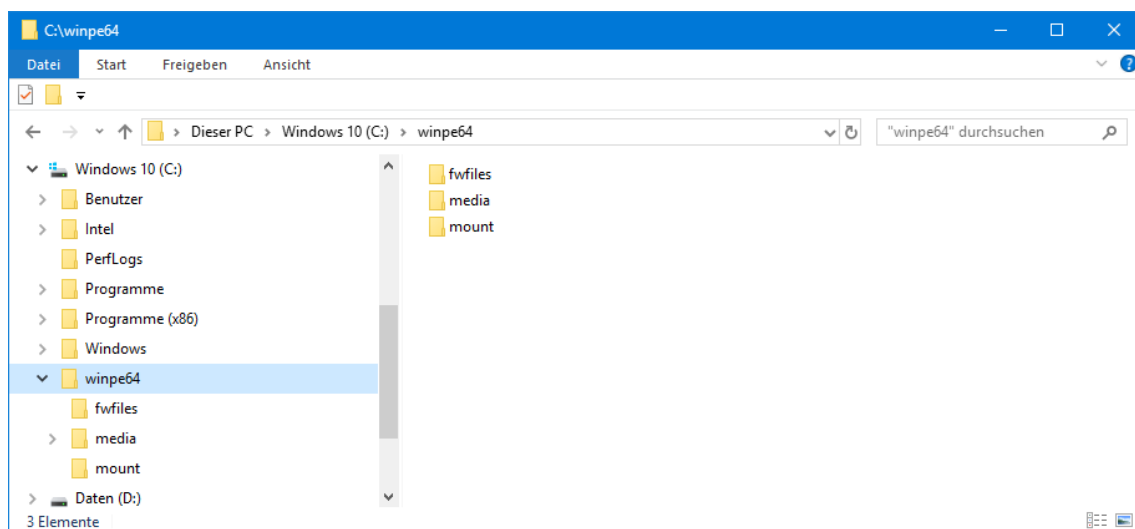 C:\winpe64
Datei Start Freigeben Ansicht
Dieser PC > Windows 10 (C:) > winpe64
"winpe64" durchsuchen
Windows 10 (C:)
Benutzer
Intel
PerfLogs
Programme
Programme (x86)
Windows
winpe64
fwfiles
media
mount
Daten (D:)
fwfiles
media
mount
3 Elemente